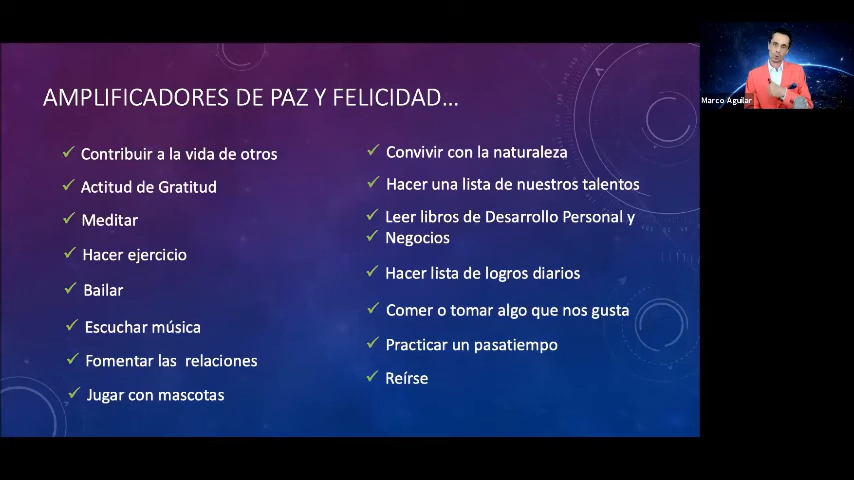 AMPLIFICADORES DE PAZ Y FELICIDAD...
Contribuir a la vida de otros
Actitud de Gratitud
Meditar
Hacer ejercicio
Bailar
Escuchar música
Fomentar las relaciones
Jugar con mascotas
Convivir con la naturaleza
Hacer una lista de nuestros talentos
Leer libros de Desarrollo Personal y
Negocios
Hacer lista de logros diarios
Comer o tomar algo que nos gusta
Practicar un pasatiempo
Reírse
Marco Aguilar